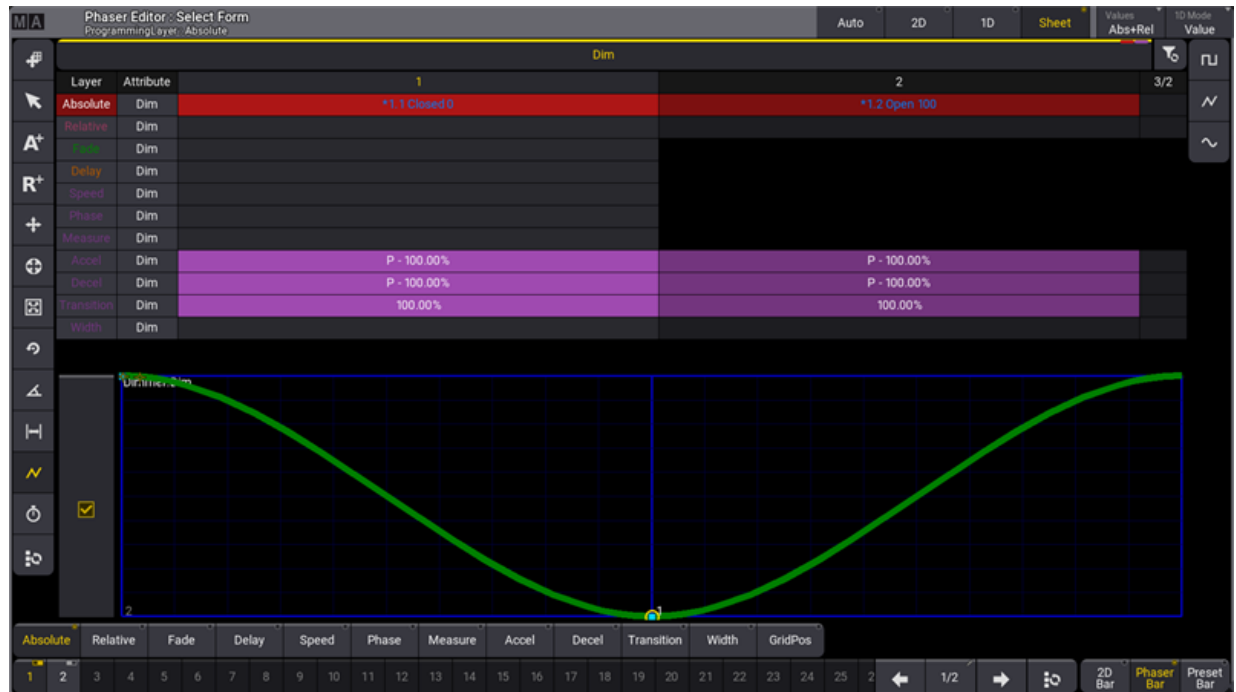 MA Phaser Editor : Select Form Auto 2D 1D Sheet Values 1D Mode
ProgrammingLayer: Absolute Abs+Rel Value
Dim
Layer Attribute 1 2 3/2
Absolute Dim *1.1 Closed 0 *1.2 Open 100
Relative Dim
A+ Fade Dim
Delay Dim
R+ Speed Dim
Phase Dim
Measure Dim
Accel Dim P - 100.00% P - 100.00%
Decel Dim P - 100.00% P - 100.00%
Transition Dim 100.00% 100.00%
Width Dim
Dimmer.Dim
1
2
Absolute Relative Fade Delay Speed Phase Measure Accel Decel Transition Width GridPos
1 2 3 4 5 6 7 8 9 10 11 12 13 14 15 16 17 18 19 20 21 22 23 24 25 2 1/2 2D Bar Phaser Bar Preset Bar